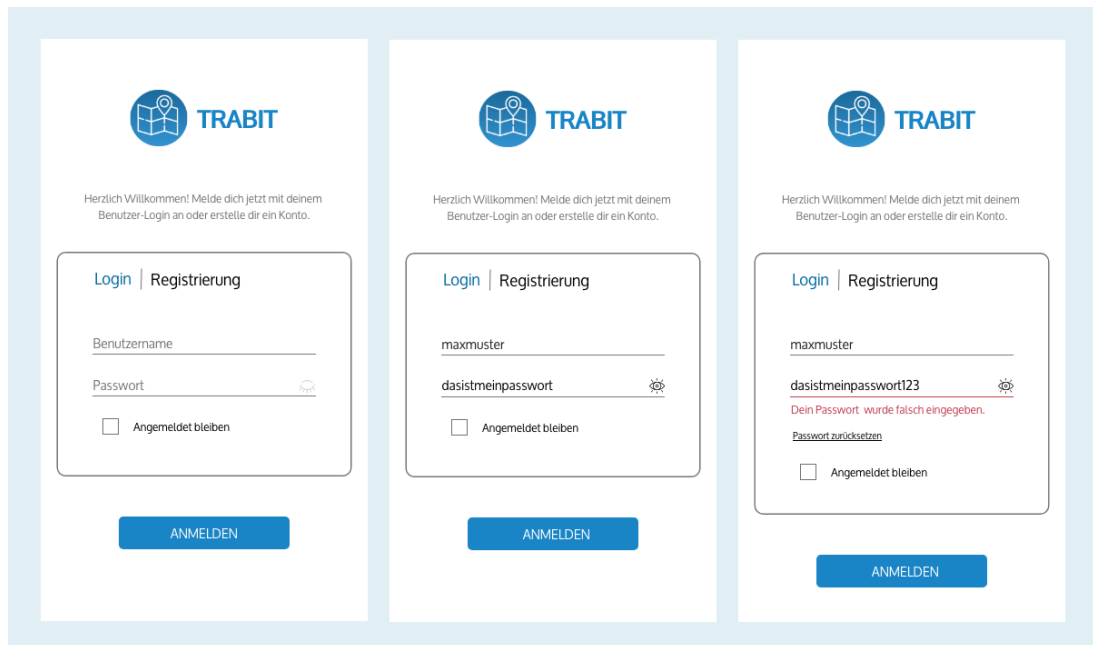 TRABIT
Herzlich Willkommen! Melde dich jetzt mit deinem
Benutzer-Login an oder erstelle dir ein Konto.
Login | Registrierung
Benutzername
Passwort
Angemeldet bleiben
ANMELDEN
TRABIT
Herzlich Willkommen! Melde dich jetzt mit deinem
Benutzer-Login an oder erstelle dir ein Konto.
Login | Registrierung
maxmuster
dasistmeinpasswort
Angemeldet bleiben
ANMELDEN
TRABIT
Herzlich Willkommen! Melde dich jetzt mit deinem
Benutzer-Login an oder erstelle dir ein Konto.
Login | Registrierung
maxmuster
dasistmeinpasswort123
Dein Passwort wurde falsch eingegeben.
Passwort zurücksetzen
Angemeldet bleiben
ANMELDEN